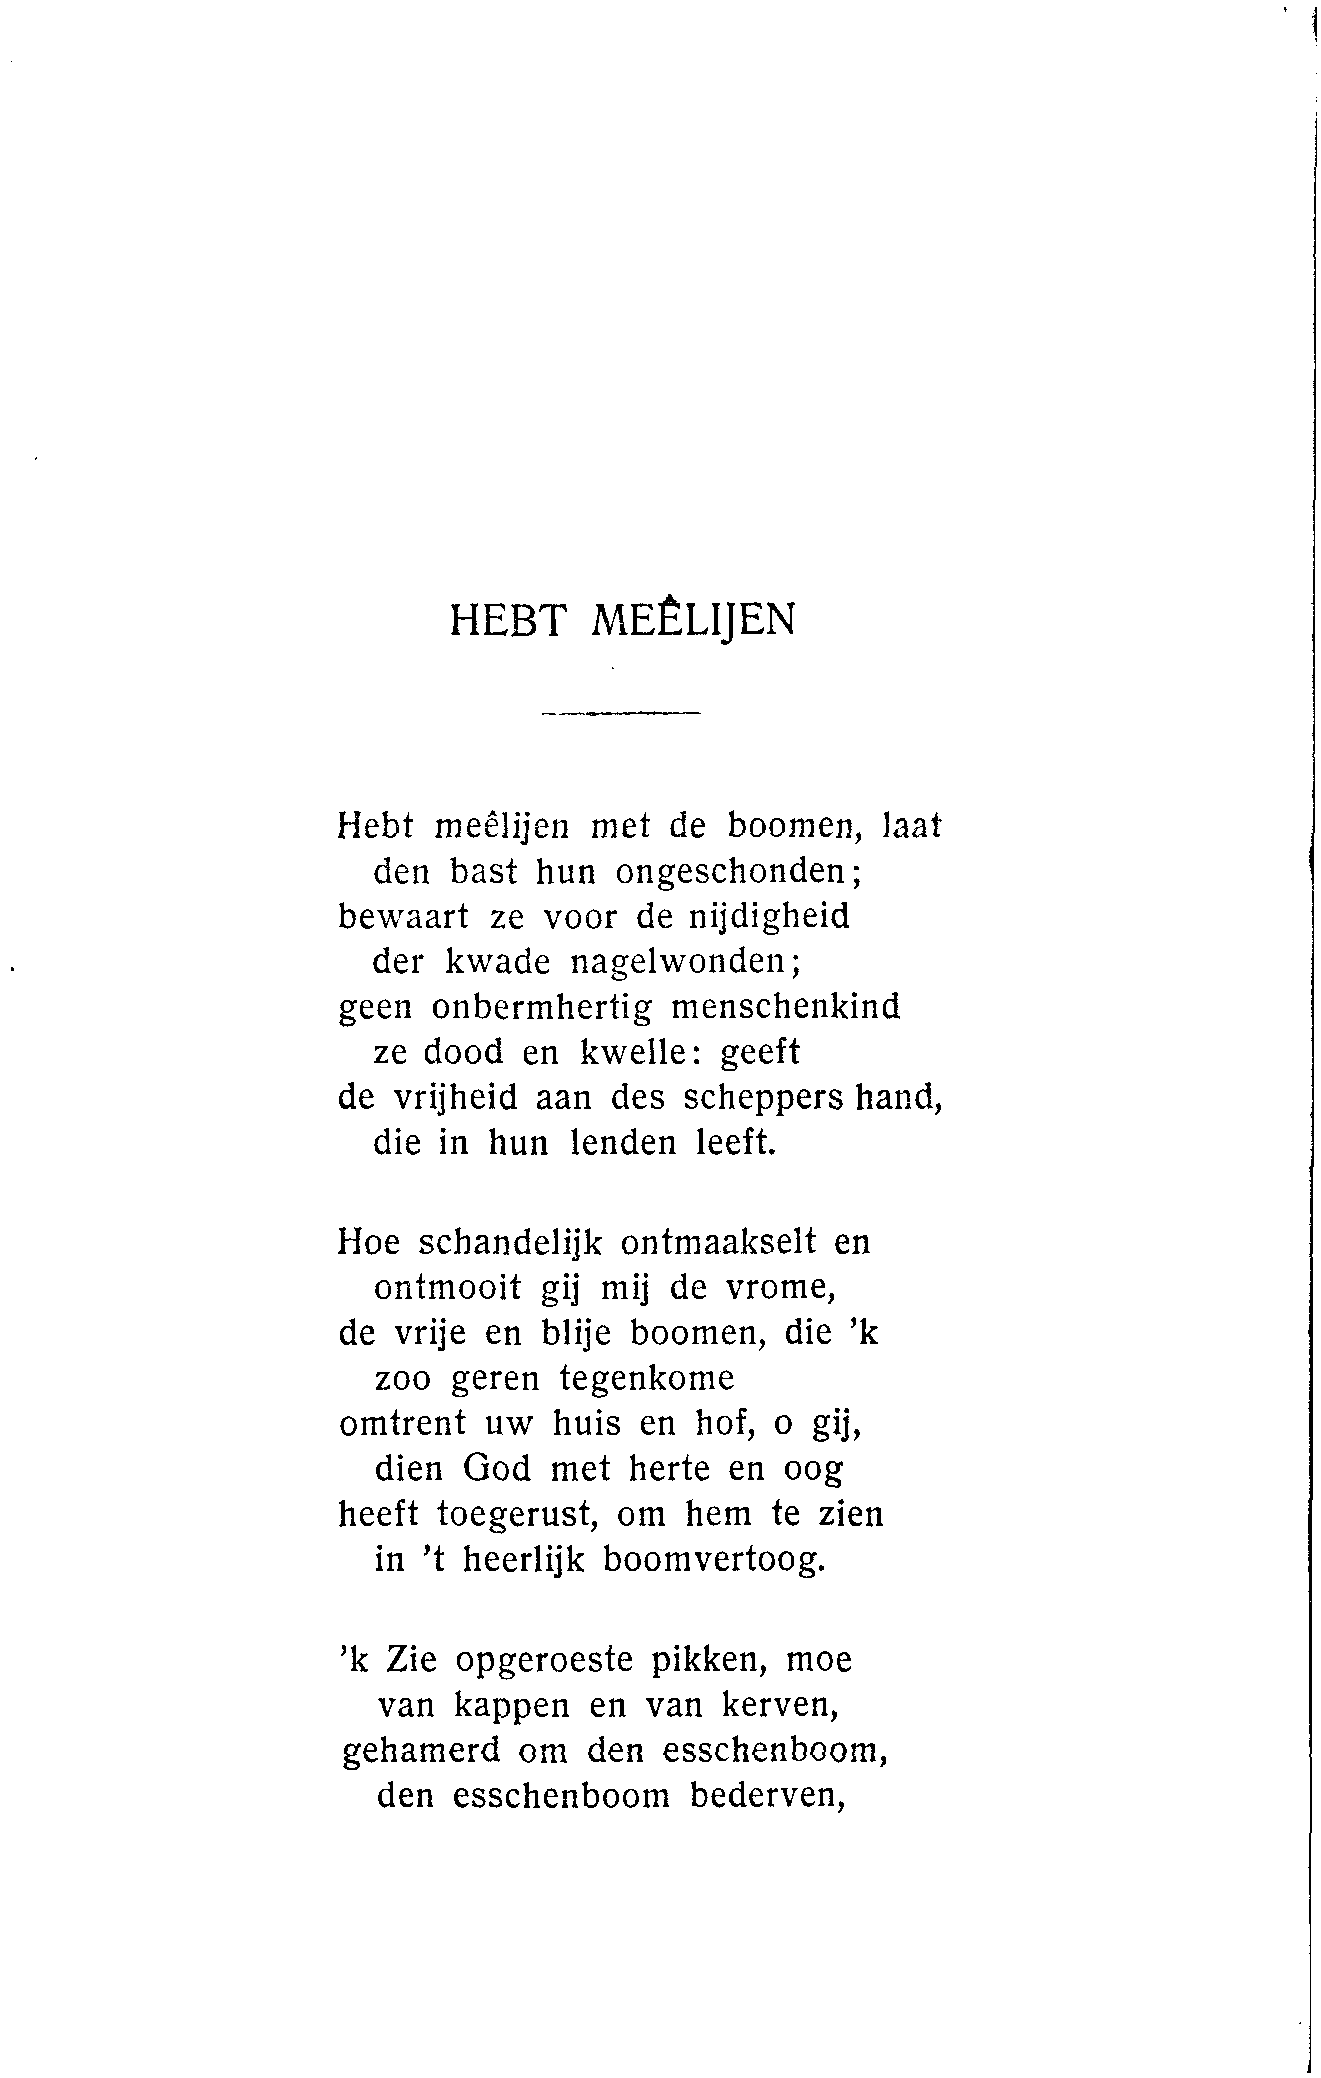 HEBT MEÊLIJEN
Hebt meêlijen met de boomen, laat
den bast hun ongeschonden;
bewaart ze voor de nijdigheid
der kwade nagelwonden;
geen onbermhertig menschenkind
ze dood en kwelle: geeft
de vrijheid aan des scheppers hand,
die in hun lenden leeft.
Hoe schandelijk ontmaakselt en
ontmooit gij mij de vrome,
de vrije en blije boomen, die 'k
zoo geren tegenkome
omtrent uw huis en hof, o gij,
dien God met herte en oog
heeft toegerust, om hem te zien
in 't heerlijk boomvertoog.
'k Zie opgeroeste pikken, moe
van kappen en van kerven,
gehamerd om den esschenboom,
den esschenboom bederven,